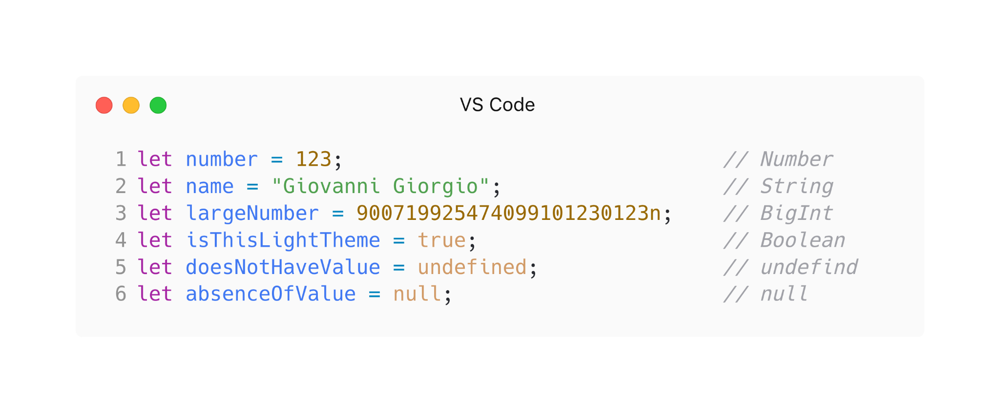 VS Code
1 let number = 123; // Number
2 let name = "Giovanni Giorgio"; // String
3 let largeNumber = 900719925474099101230123n; // BigInt
4 let isThisLightTheme = true; // Boolean
5 let doesNotHaveValue = undefined; // undefind
6 let absenceOfValue = null; // null